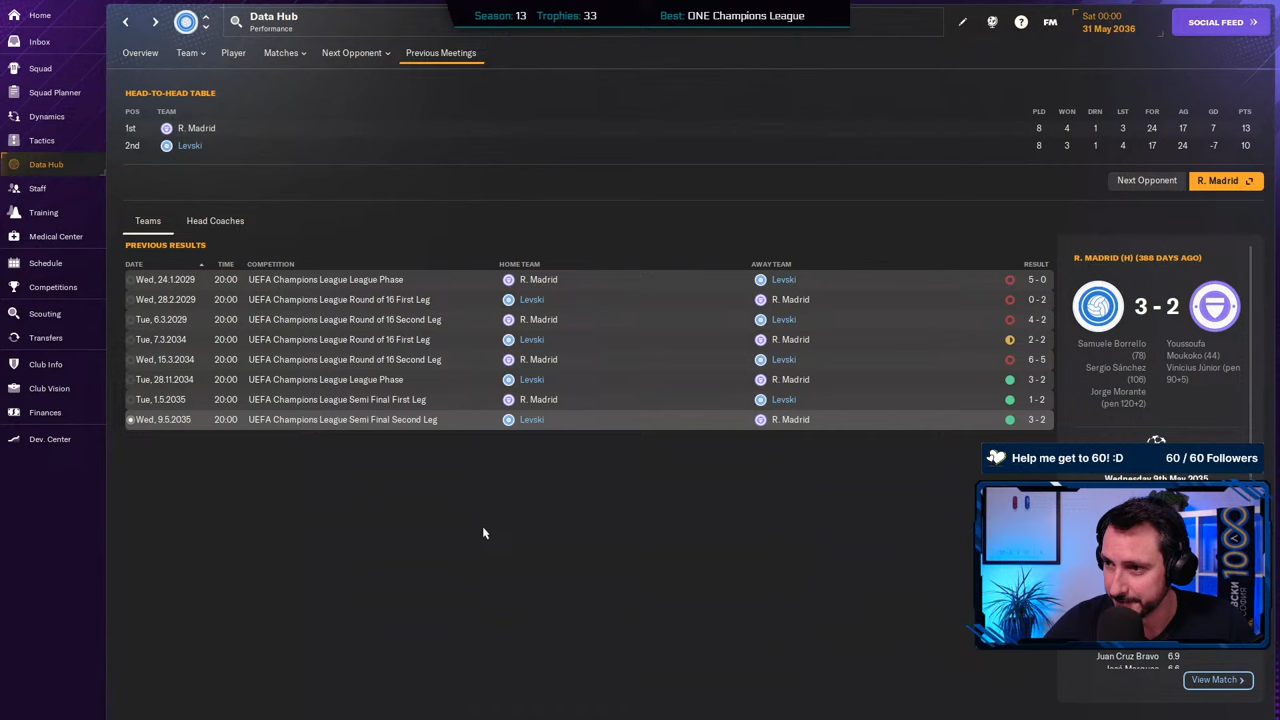 Season: 13 Trophies: 33 Best: ONE Champions League
Home
Inbox
Squad
Squad Planner
Dynamics
Tactics
Data Hub
Staff
Training
Medical Center
Schedule
Competitions
Scouting
Transfers
Club Info
Club Vision
Finances
Dev. Center
Data Hub
Performance
FM
Sat 00:00
31 May 2036
SOCIAL FEED
Overview Team Player Matches Next Opponent Previous Meetings
HEAD-TO-HEAD TABLE
POS TEAM PLD WON DRN LST FOR AG GD PTS
1st R. Madrid 8 4 1 3 24 17 7 13
2nd Levski 8 3 1 4 17 24 -7 10
Next Opponent R. Madrid
Teams Head Coaches
PREVIOUS RESULTS
DATE TIME COMPETITION HOME TEAM AWAY TEAM RESULT
Wed, 24.1.2029 20:00 UEFA Champions League League Phase R. Madrid Levski 5 - 0
Wed, 28.2.2029 20:00 UEFA Champions League Round of 16 First Leg Levski R. Madrid 0 - 2
Tue, 6.3.2029 20:00 UEFA Champions League Round of 16 Second Leg R. Madrid Levski 4 - 2
Tue, 7.3.2034 20:00 UEFA Champions League Round of 16 First Leg Levski R. Madrid 2 - 2
Wed, 15.3.2034 20:00 UEFA Champions League Round of 16 Second Leg R. Madrid Levski 6 - 5
Tue, 28.11.2034 20:00 UEFA Champions League League Phase Levski R. Madrid 3 - 2
Tue, 1.5.2035 20:00 UEFA Champions League Semi Final First Leg R. Madrid Levski 1 - 2
Wed, 9.5.2035 20:00 UEFA Champions League Semi Final Second Leg Levski R. Madrid 3 - 2
R. MADRID (H) (388 DAYS AGO)
3 - 2
Samuele Borrello
(78)
Sergio Sánchez
(106)
Jorge Morante
(pen 120+2)
Youssoufa
Moukoko (44)
Vinícius Júnior (pen
90+5)
Help me get to 60! :D 60 / 60 Followers
Wednesday 9th May 2035
Juan Cruz Bravo 6.9
View Match